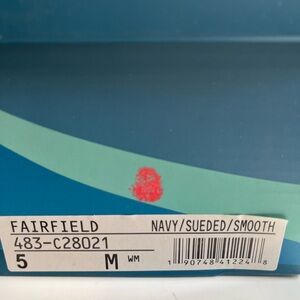 FAIRFIELD NAVY/SUEDED/SMOOTH
483-C28021
5 M WM
1 90748 41224 8